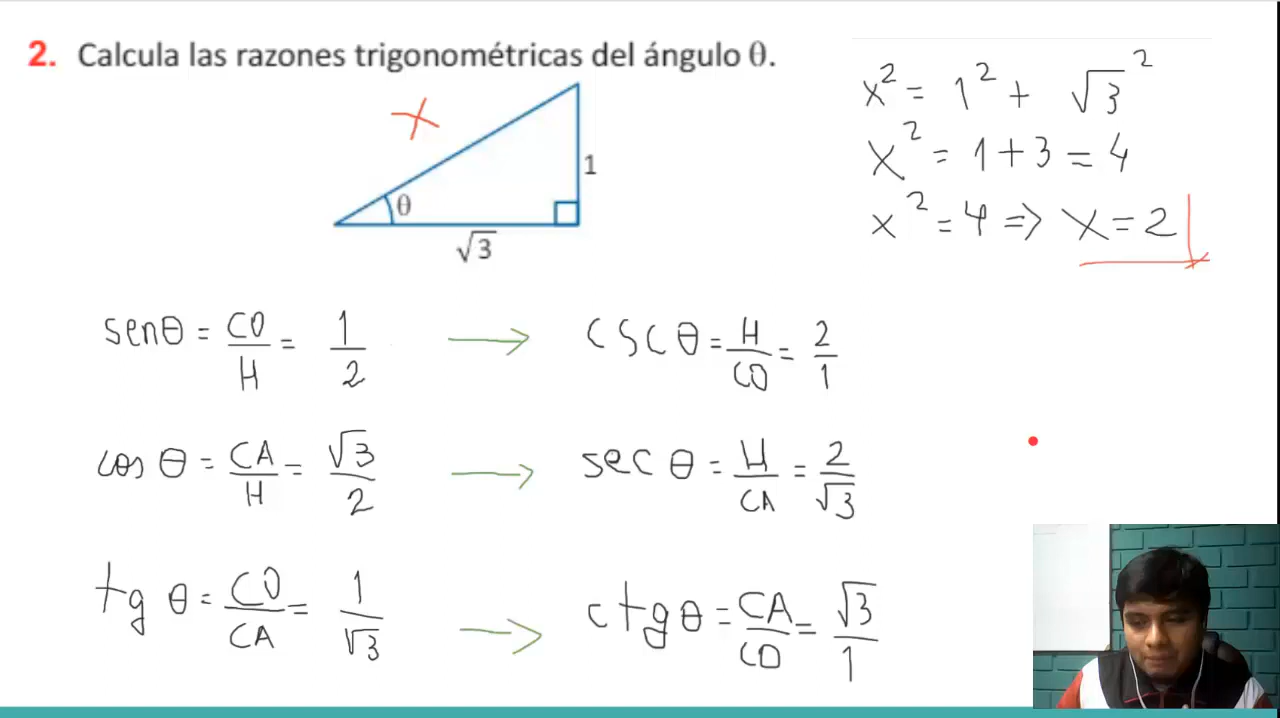 2. Calcula las razones trigonométricas del ángulo θ.
x
θ
1
√3
x² = 1² + √3²
x² = 1 + 3 = 4
x² = 4 => x = 2
senθ = CO/H = 1/2 → cscθ = H/CO = 2/1
cos θ = CA/H = √3/2 → sec θ = H/CA = 2/√3
tg θ = CO/CA = 1/√3 → ctg θ = CA/CO = √3/1